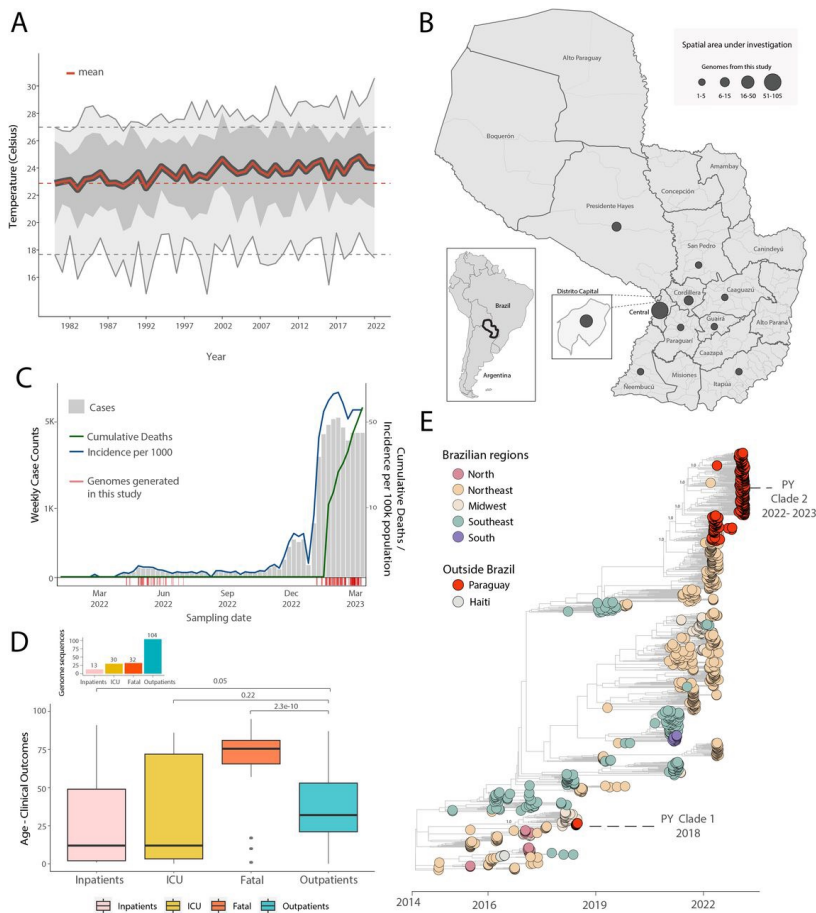 A
mean
Temperature (Celsius)
30
28
26
24
22
20
18
16
1982 1987 1992 1997 2002 2007 2012 2017 2022
Year
B
Spatial area under investigation
Genomes from this study
1-5 6-15 16-50 51-105
Alto Paraguay
Boquerón
Amambay
Concepción
Presidente Hayes
San Pedro
Canindeyú
Distrito Capital
Cordillera
Caaguazú
Central
Guairá
Alto Paraná
Paraguarí
Caazapá
Ñeembucú
Misiones
Itapúa
Brazil
Argentina
C
Cases
Cumulative Deaths
Incidence per 1000
Genomes generated
in this study
Weekly Case Counts
5K
1K
0
50
10
Cumulative Deaths /
Incidence per 100k population
Mar
2022
Jun
2022
Sep
2022
Dec
2022
Mar
2023
Sampling date
D
Genome sequences
100
75
50
25
0
13 30 32 104
Inpatients ICU Fatal Outpatients
0.05
0.22
2.3e-10
Age - Clinical Outcomes
100
75
50
25
0
Inpatients ICU Fatal Outpatients
Inpatients ICU Fatal Outpatients
E
Brazilian regions
North
Northeast
Midwest
Southeast
South
Outside Brazil
Paraguay
Haiti
PY
Clade 2
2022- 2023
PY Clade 1
2018
2014 2016 2019 2022